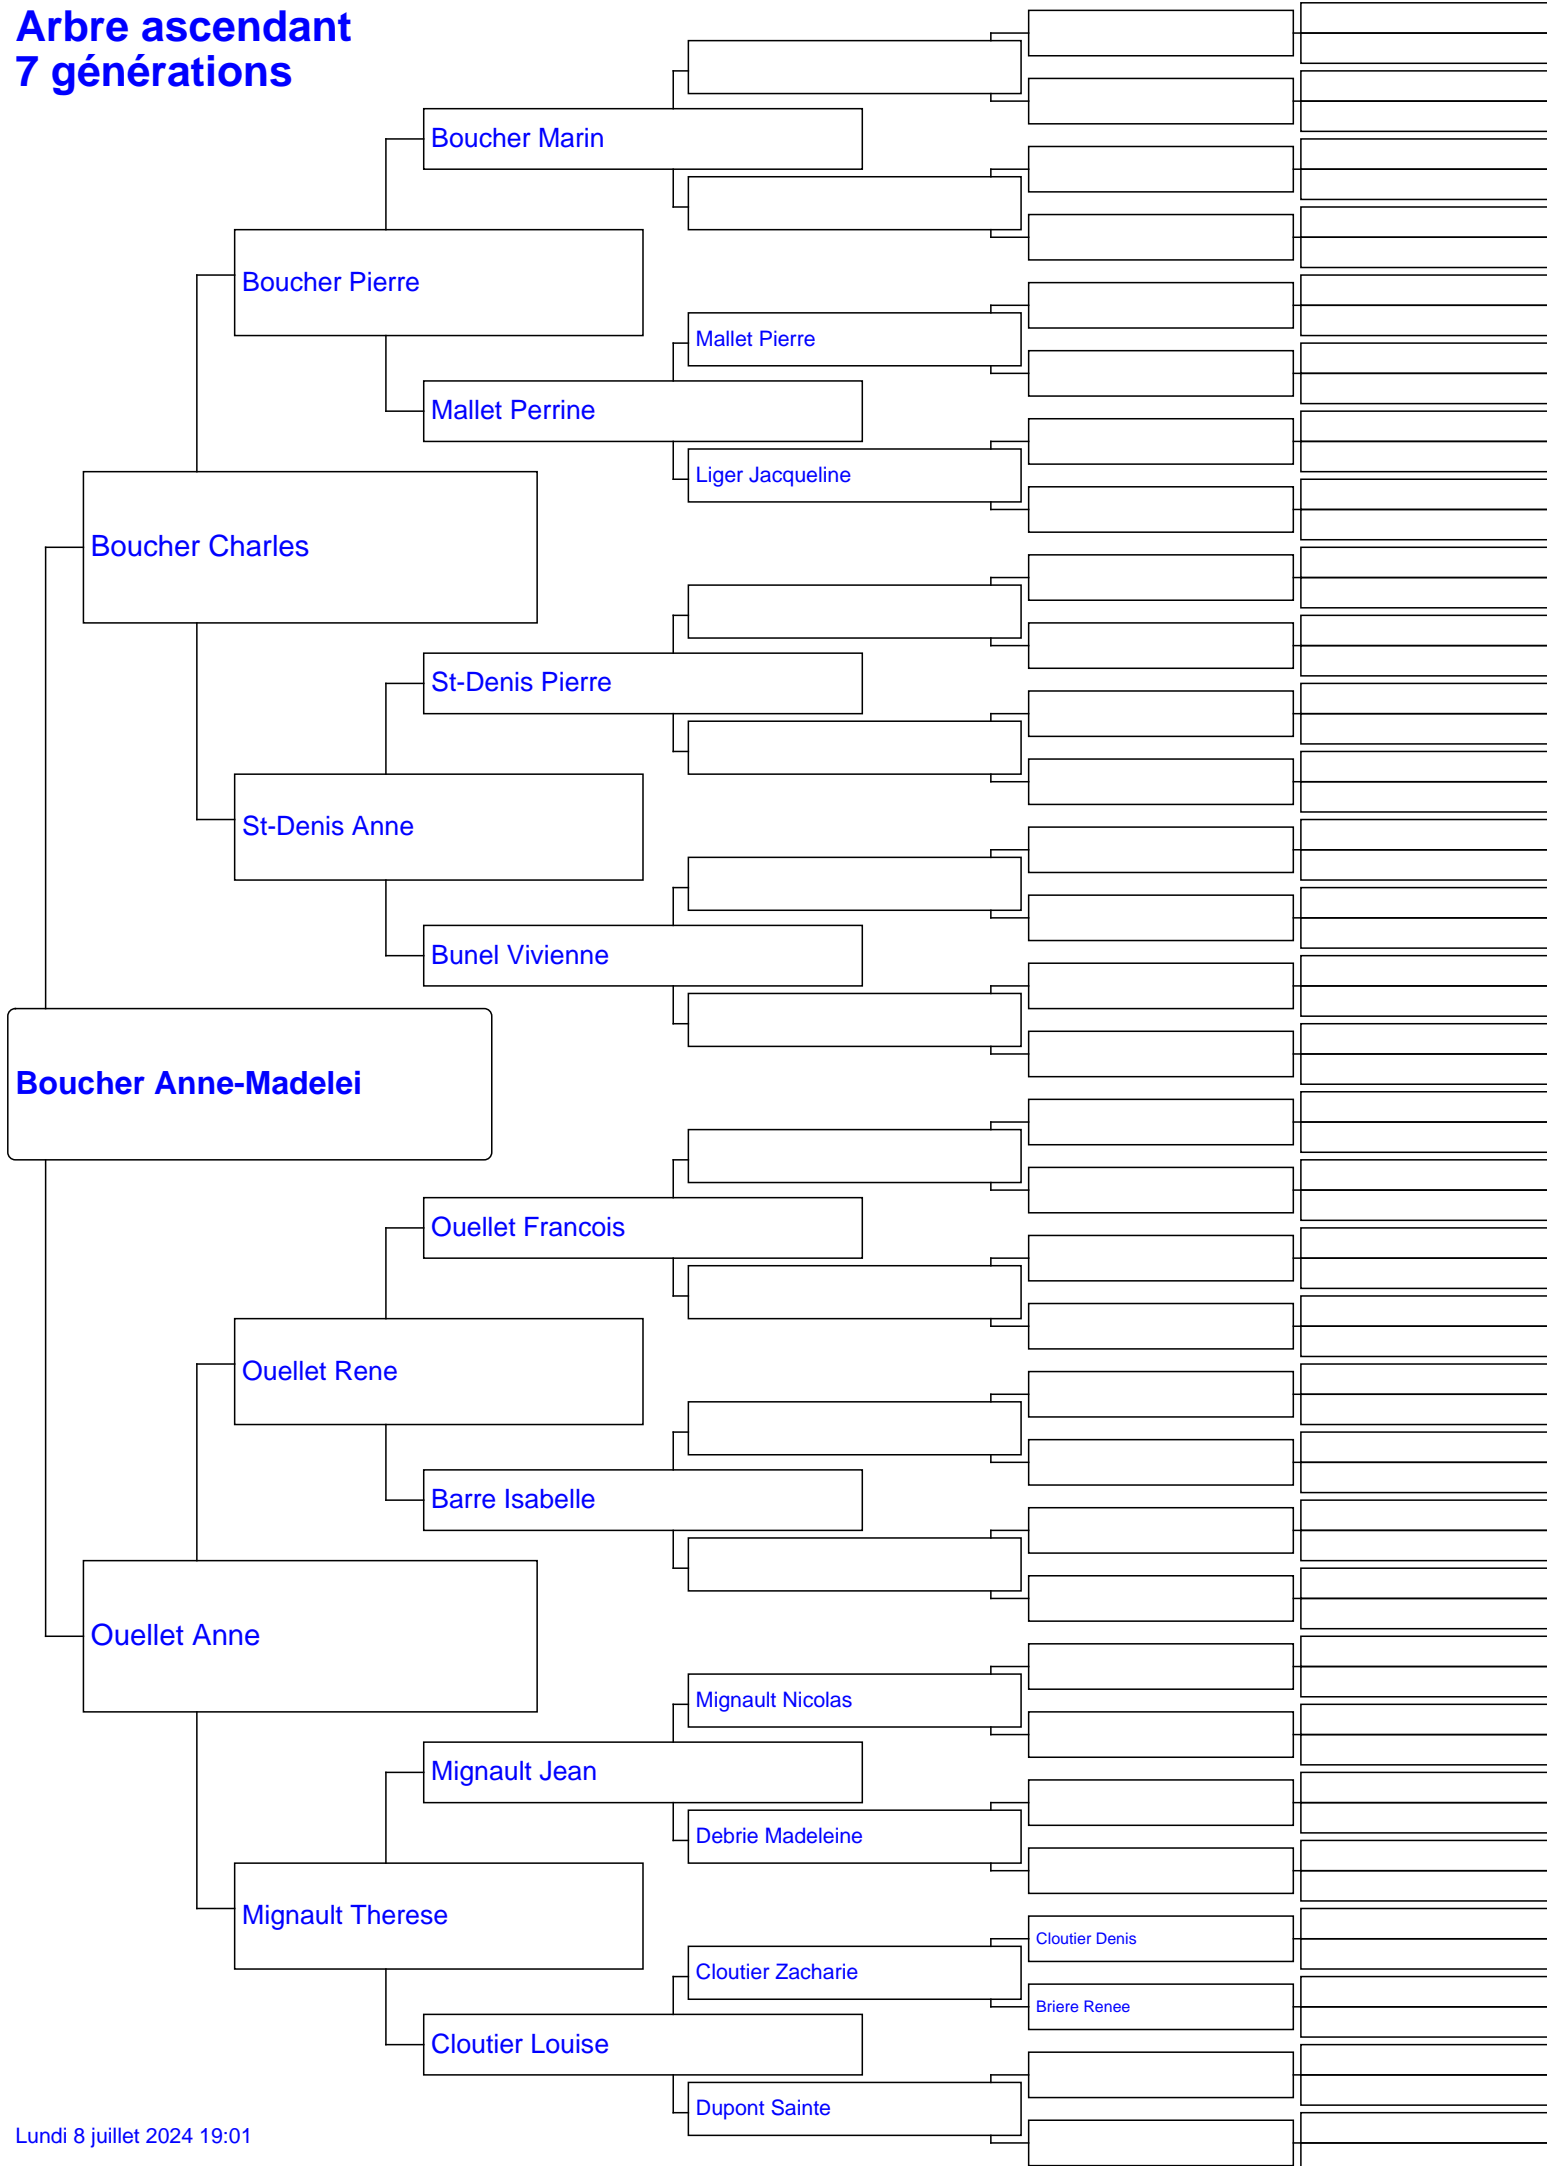 Arbre ascendant
7 générations
Boucher Marin
Boucher Pierre
Mallet Pierre
Mallet Perrine
Liger Jacqueline
Boucher Charles
St-Denis Pierre
St-Denis Anne
Bunel Vivienne
Boucher Anne-Madelei
Ouellet Francois
Ouellet Rene
Barre Isabelle
Ouellet Anne
Mignault Nicolas
Mignault Jean
Debrie Madeleine
Mignault Therese
Cloutier Denis
Cloutier Zacharie
Briere Renee
Cloutier Louise
Dupont Sainte
Lundi 8 juillet 2024 19:01